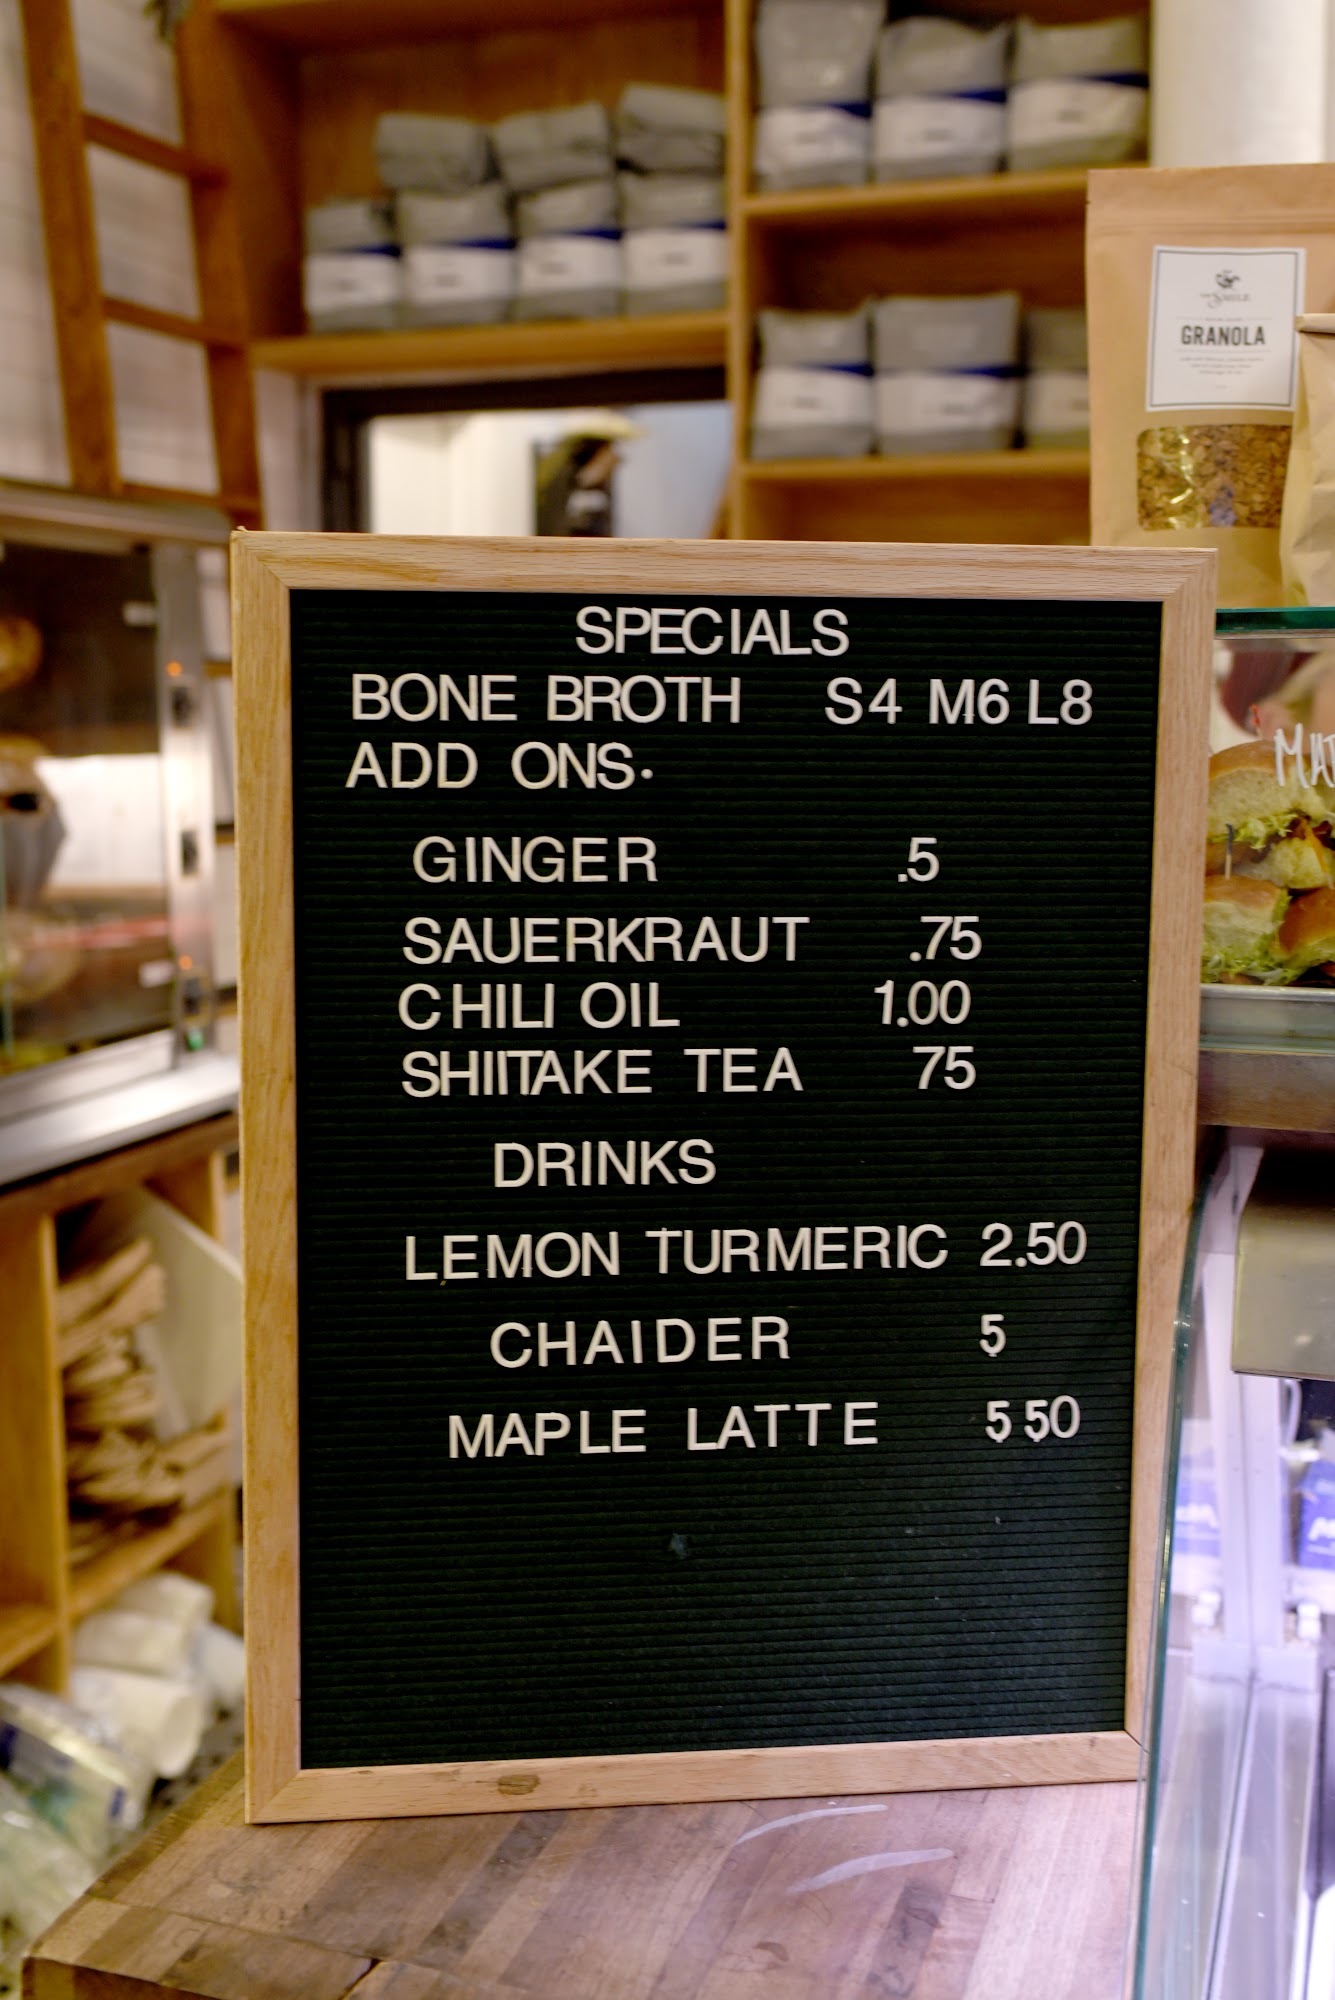 SPECIALS
BONE BROTH S4 M6 L8
ADD ONS·
GINGER .5
SAUERKRAUT .75
CHILI OIL 1.00
SHIITAKE TEA 75
DRINKS
LEMON TURMERIC 2.50
CHAIDER 5
MAPLE LATTE 5 50
GRANOLA